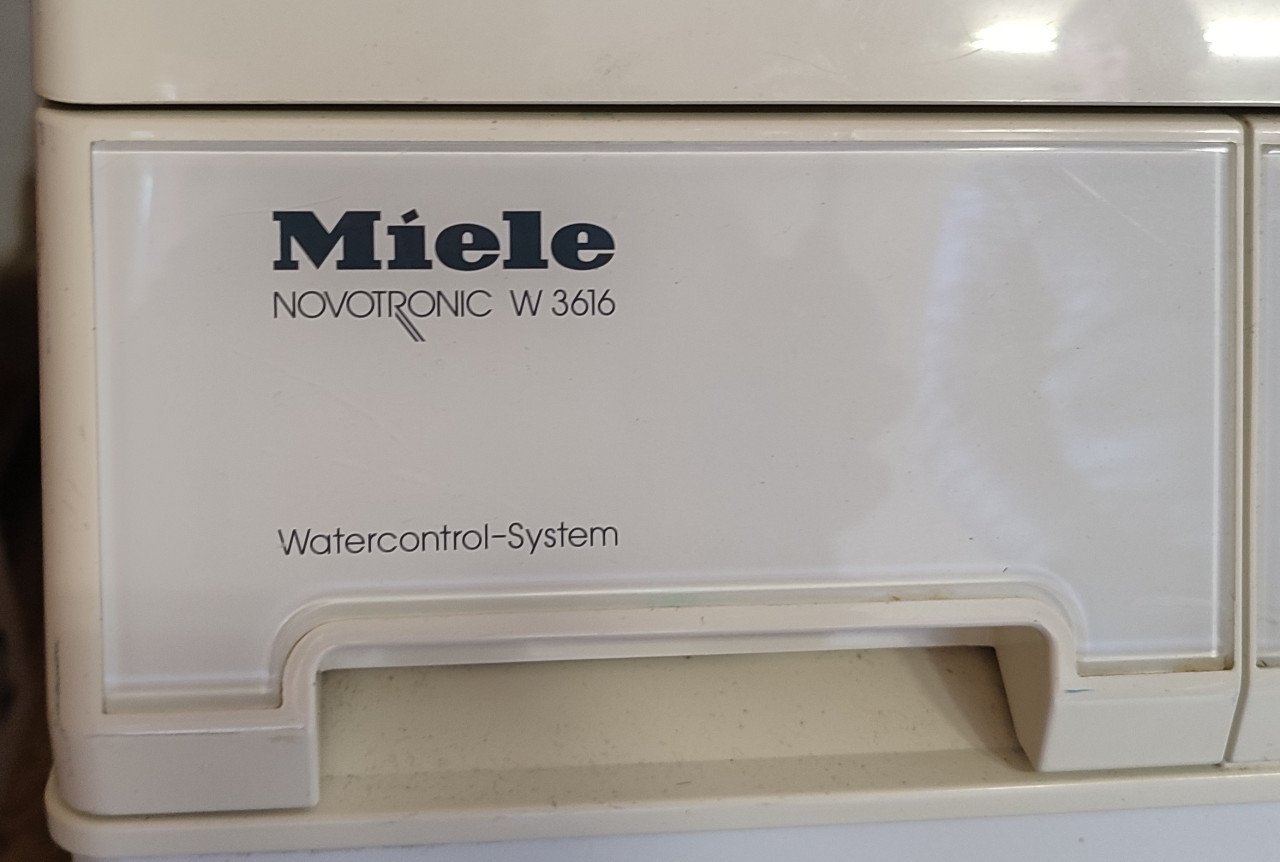 Miele
NOVOTRONIC W 3616
Watercontrol-System